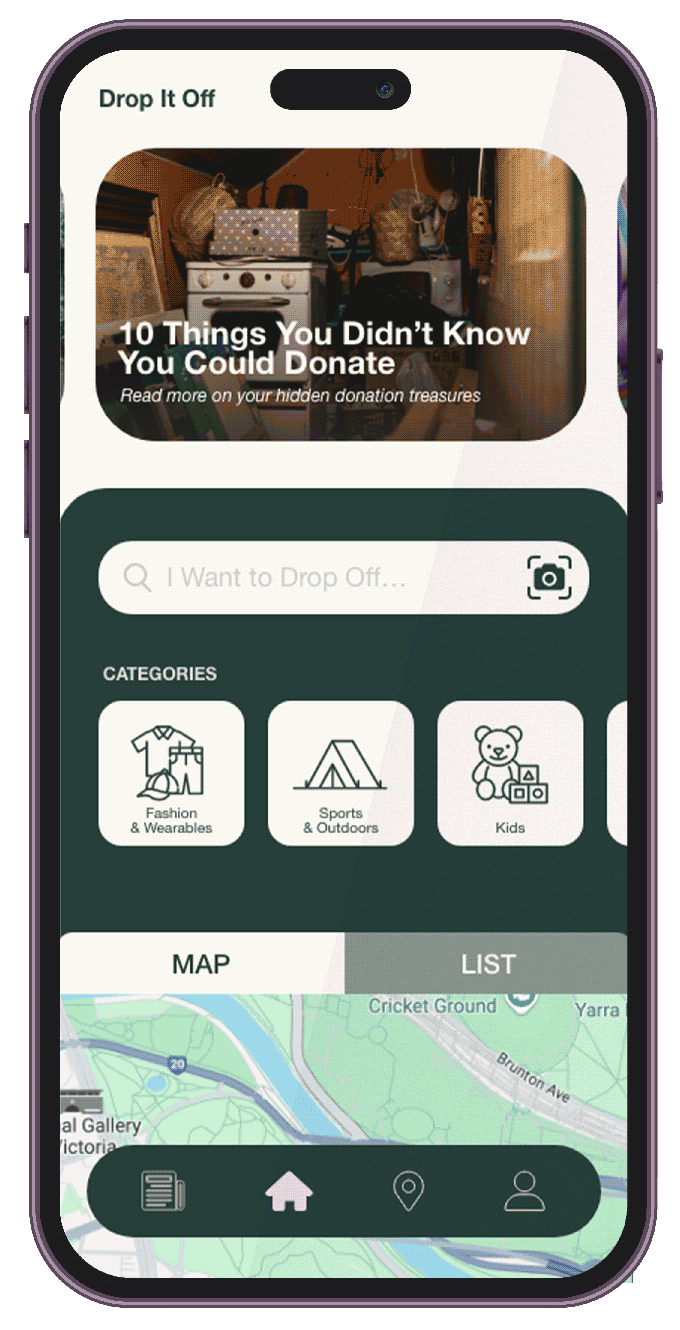 Drop It Off
10 Things You Didn't Know
You Could Donate
Read more on your hidden donation treasures
I Want to Drop Off...
CATEGORIES
Fashion
& Wearables
Sports
& Outdoors
Kids
MAP
LIST
Cricket Ground
Yarra
20
Brunton Ave
al Gallery
ictoria